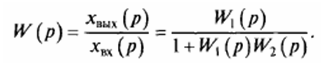 W(p) = x_вых(p) / x_вх(p) = W_1(p) / (1 + W_1(p)W_2(p)).